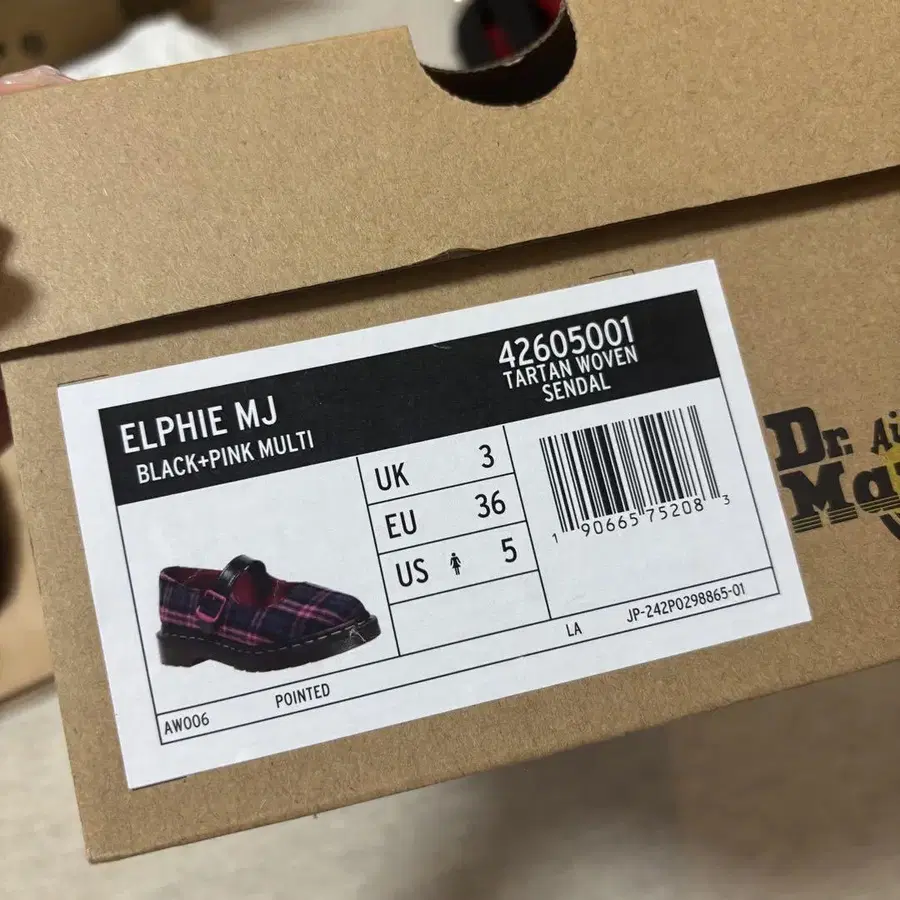 ELPHIE MJ
BLACK+PINK MULTI
42605001
TARTAN WOVEN
SENDAL
UK 3
EU 36
US 5
1 90665 75208 3
AW006
POINTED
LA
JP-242P0298865-01
Dr.